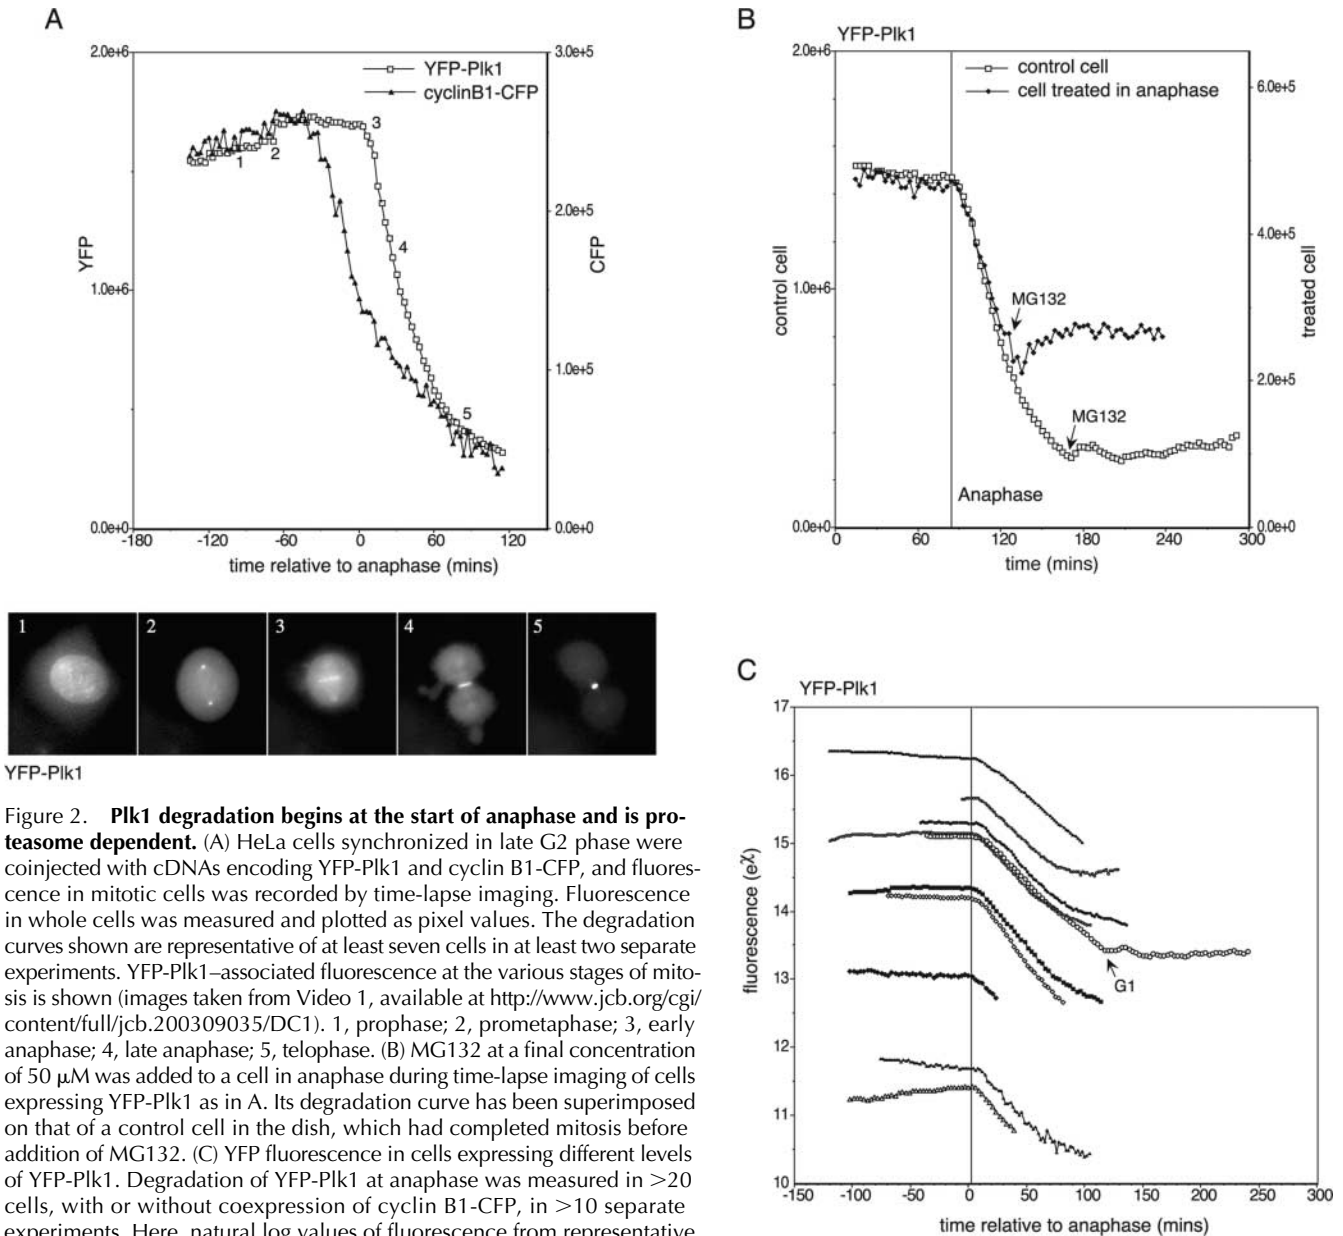 A
2.0e+6
3.0e+5
YFP-Plk1
cyclinB1-CFP
3
1
2
2.0e+5
4
YFP
CFP
1.0e+6
1.0e+5
5
0.0e+0
0.0e+0
-180
-120
-60
0
60
120
time relative to anaphase (mins)
B
YFP-Plk1
2.0e+6
control cell
cell treated in anaphase
6.0e+5
4.0e+5
control cell
treated cell
1.0e+6
MG132
2.0e+5
MG132
Anaphase
0.0e+0
0.0e+0
0
60
120
180
240
300
time (mins)
1
2
3
4
5
YFP-Plk1
Figure 2. Plk1 degradation begins at the start of anaphase and is pro-
teasome dependent. (A) HeLa cells synchronized in late G2 phase were
coinjected with cDNAs encoding YFP-Plk1 and cyclin B1-CFP, and fluores-
cence in mitotic cells was recorded by time-lapse imaging. Fluorescence
in whole cells was measured and plotted as pixel values. The degradation
curves shown are representative of at least seven cells in at least two separate
experiments. YFP-Plk1–associated fluorescence at the various stages of mito-
sis is shown (images taken from Video 1, available at http://www.jcb.org/cgi/
content/full/jcb.200309035/DC1). 1, prophase; 2, prometaphase; 3, early
anaphase; 4, late anaphase; 5, telophase. (B) MG132 at a final concentration
of 50 μM was added to a cell in anaphase during time-lapse imaging of cells
expressing YFP-Plk1 as in A. Its degradation curve has been superimposed
on that of a control cell in the dish, which had completed mitosis before
addition of MG132. (C) YFP fluorescence in cells expressing different levels
of YFP-Plk1. Degradation of YFP-Plk1 at anaphase was measured in >20
cells, with or without coexpression of cyclin B1-CFP, in >10 separate
experiments. Here, natural log values of fluorescence from representative
C
YFP-Plk1
17
16
15
14
13
12
11
10
fluorescence (eχ)
G1
-150
-100
-50
0
50
100
150
200
250
300
time relative to anaphase (mins)